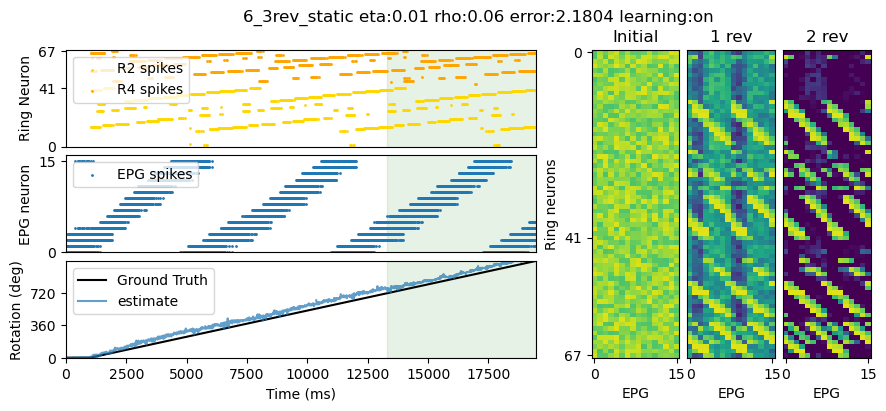 6_3rev_static eta:0.01 rho:0.06 error:2.1804 learning:on
Ring Neuron
67
41
0
R2 spikes
R4 spikes
EPG neuron
15
0
EPG spikes
Rotation (deg)
720
360
0
Ground Truth
estimate
0 2500 5000 7500 10000 12500 15000 17500
Time (ms)
Initial 1 rev 2 rev
Ring neurons
0
41
67
0 15 0 15 0 15
EPG EPG EPG